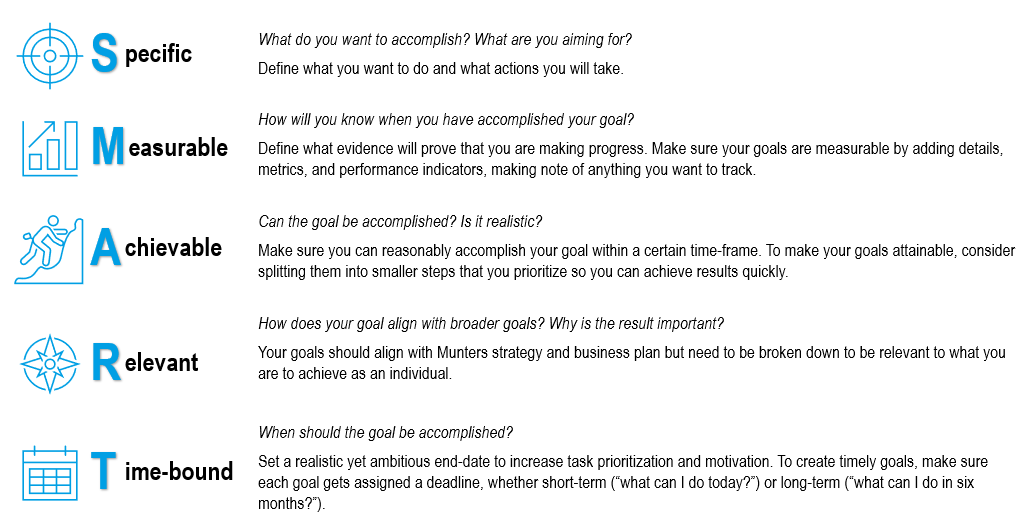 What do you want to accomplish? What are you aiming for?
Specific
Define what you want to do and what actions you will take.
How will you know when you have accomplished your goal?
Measurable
Define what evidence will prove that you are making progress. Make sure your goals are measurable by adding details,
metrics, and performance indicators, making note of anything you want to track.
Can the goal be accomplished? Is it realistic?
Achievable
Make sure you can reasonably accomplish your goal within a certain time-frame. To make your goals attainable, consider
splitting them into smaller steps that you prioritize so you can achieve results quickly.
How does your goal align with broader goals? Why is the result important?
Relevant
Your goals should align with Munters strategy and business plan but need to be broken down to be relevant to what you
are to achieve as an individual.
When should the goal be accomplished?
Time-bound
Set a realistic yet ambitious end-date to increase task prioritization and motivation. To create timely goals, make sure
each goal gets assigned a deadline, whether short-term (“what can I do today?”) or long-term (“what can I do in six
months?”).